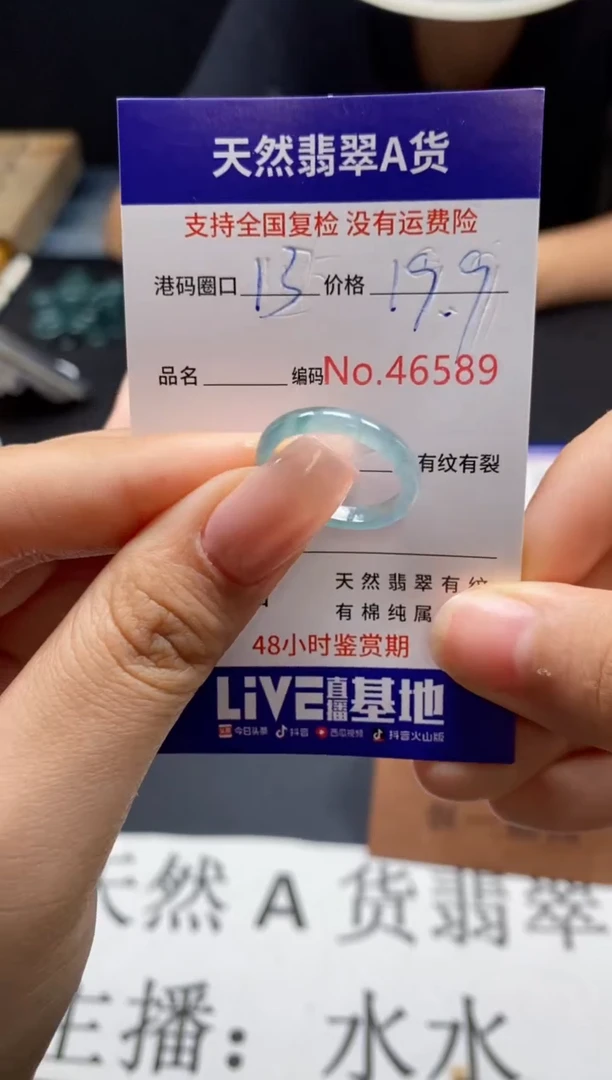 天然翡翠A货
支持全国复检 没有运费险
港码圈口 13 价格 19.9
品名 编码No.46589
有纹有裂
天然翡翠有纹
有棉纯属
48小时鉴赏期
LiVE直播基地
今日头条 抖音 西瓜视频 抖音火山版
天然A货翡翠
主播：水水